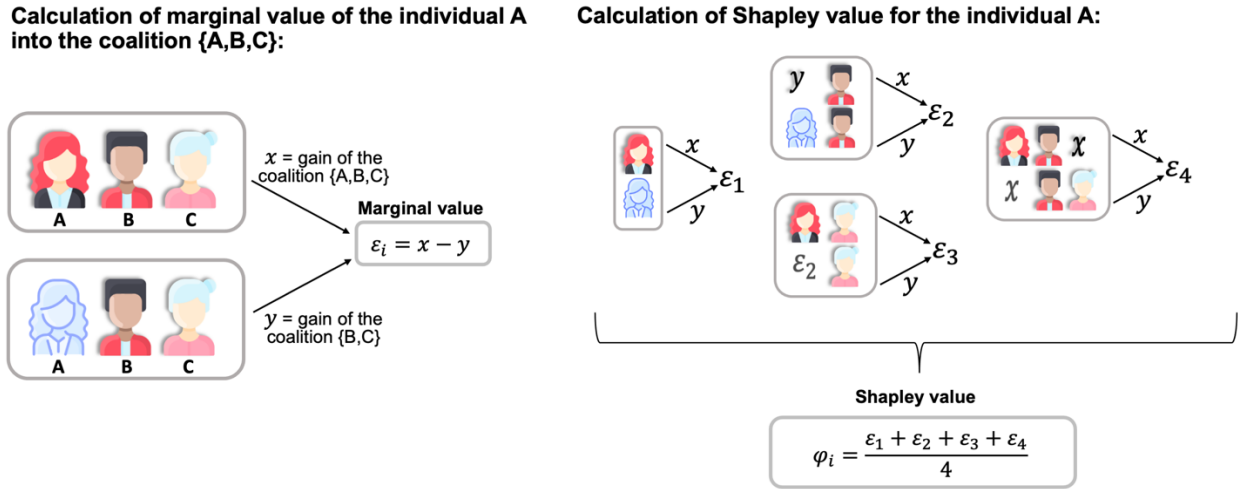 Calculation of marginal value of the individual A
into the coalition {A,B,C}:
A B C
x = gain of the
coalition {A,B,C}
Marginal value
εᵢ = x − y
y = gain of the
coalition {B,C}
A B C
Calculation of Shapley value for the individual A:
x
y
ε₁
y
x
y
ε₂
ε₂
x
y
ε₃
x
x
x
y
ε₄
Shapley value
φᵢ = (ε₁ + ε₂ + ε₃ + ε₄) / 4